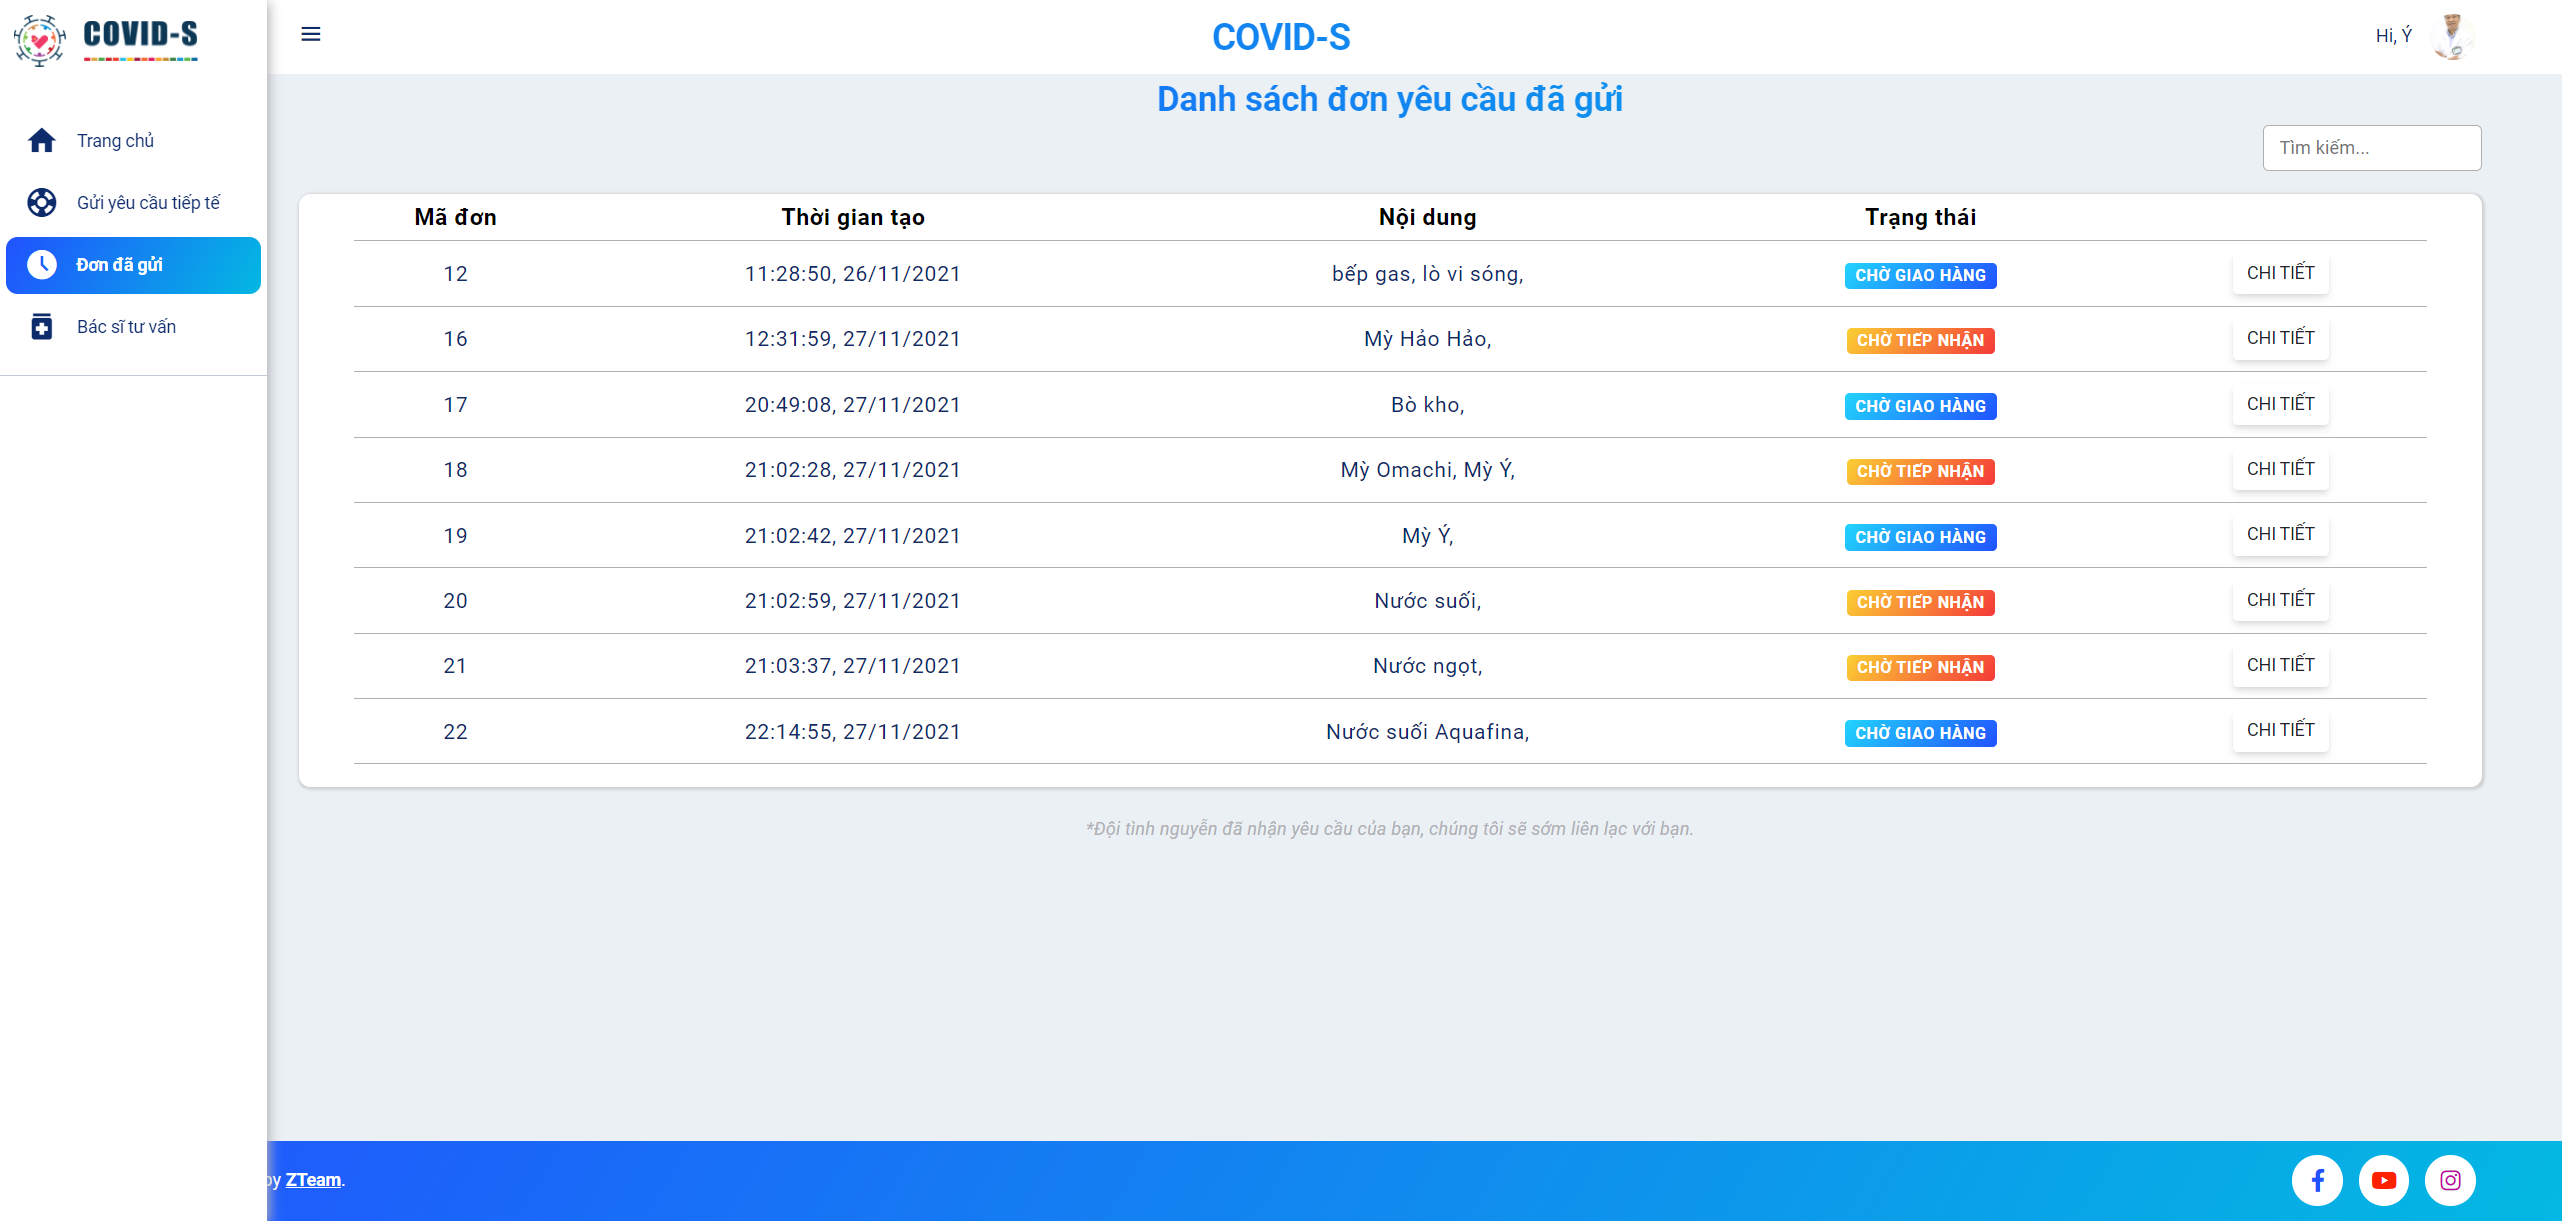 COVID-S
COVID-S
Hi, Ý
Trang chủ
Gửi yêu cầu tiếp tế
Đơn đã gửi
Bác sĩ tư vấn
Danh sách đơn yêu cầu đã gửi
Tìm kiếm...
Mã đơn Thời gian tạo Nội dung Trạng thái
12 11:28:50, 26/11/2021 bếp gas, lò vi sóng, CHỜ GIAO HÀNG CHI TIẾT
16 12:31:59, 27/11/2021 Mỳ Hảo Hảo, CHỜ TIẾP NHẬN CHI TIẾT
17 20:49:08, 27/11/2021 Bò kho, CHỜ GIAO HÀNG CHI TIẾT
18 21:02:28, 27/11/2021 Mỳ Omachi, Mỳ Ý, CHỜ TIẾP NHẬN CHI TIẾT
19 21:02:42, 27/11/2021 Mỳ Ý, CHỜ GIAO HÀNG CHI TIẾT
20 21:02:59, 27/11/2021 Nước suối, CHỜ TIẾP NHẬN CHI TIẾT
21 21:03:37, 27/11/2021 Nước ngọt, CHỜ TIẾP NHẬN CHI TIẾT
22 22:14:55, 27/11/2021 Nước suối Aquafina, CHỜ GIAO HÀNG CHI TIẾT
*Đội tình nguyễn đã nhận yêu cầu của bạn, chúng tôi sẽ sớm liên lạc với bạn.
by ZTeam.